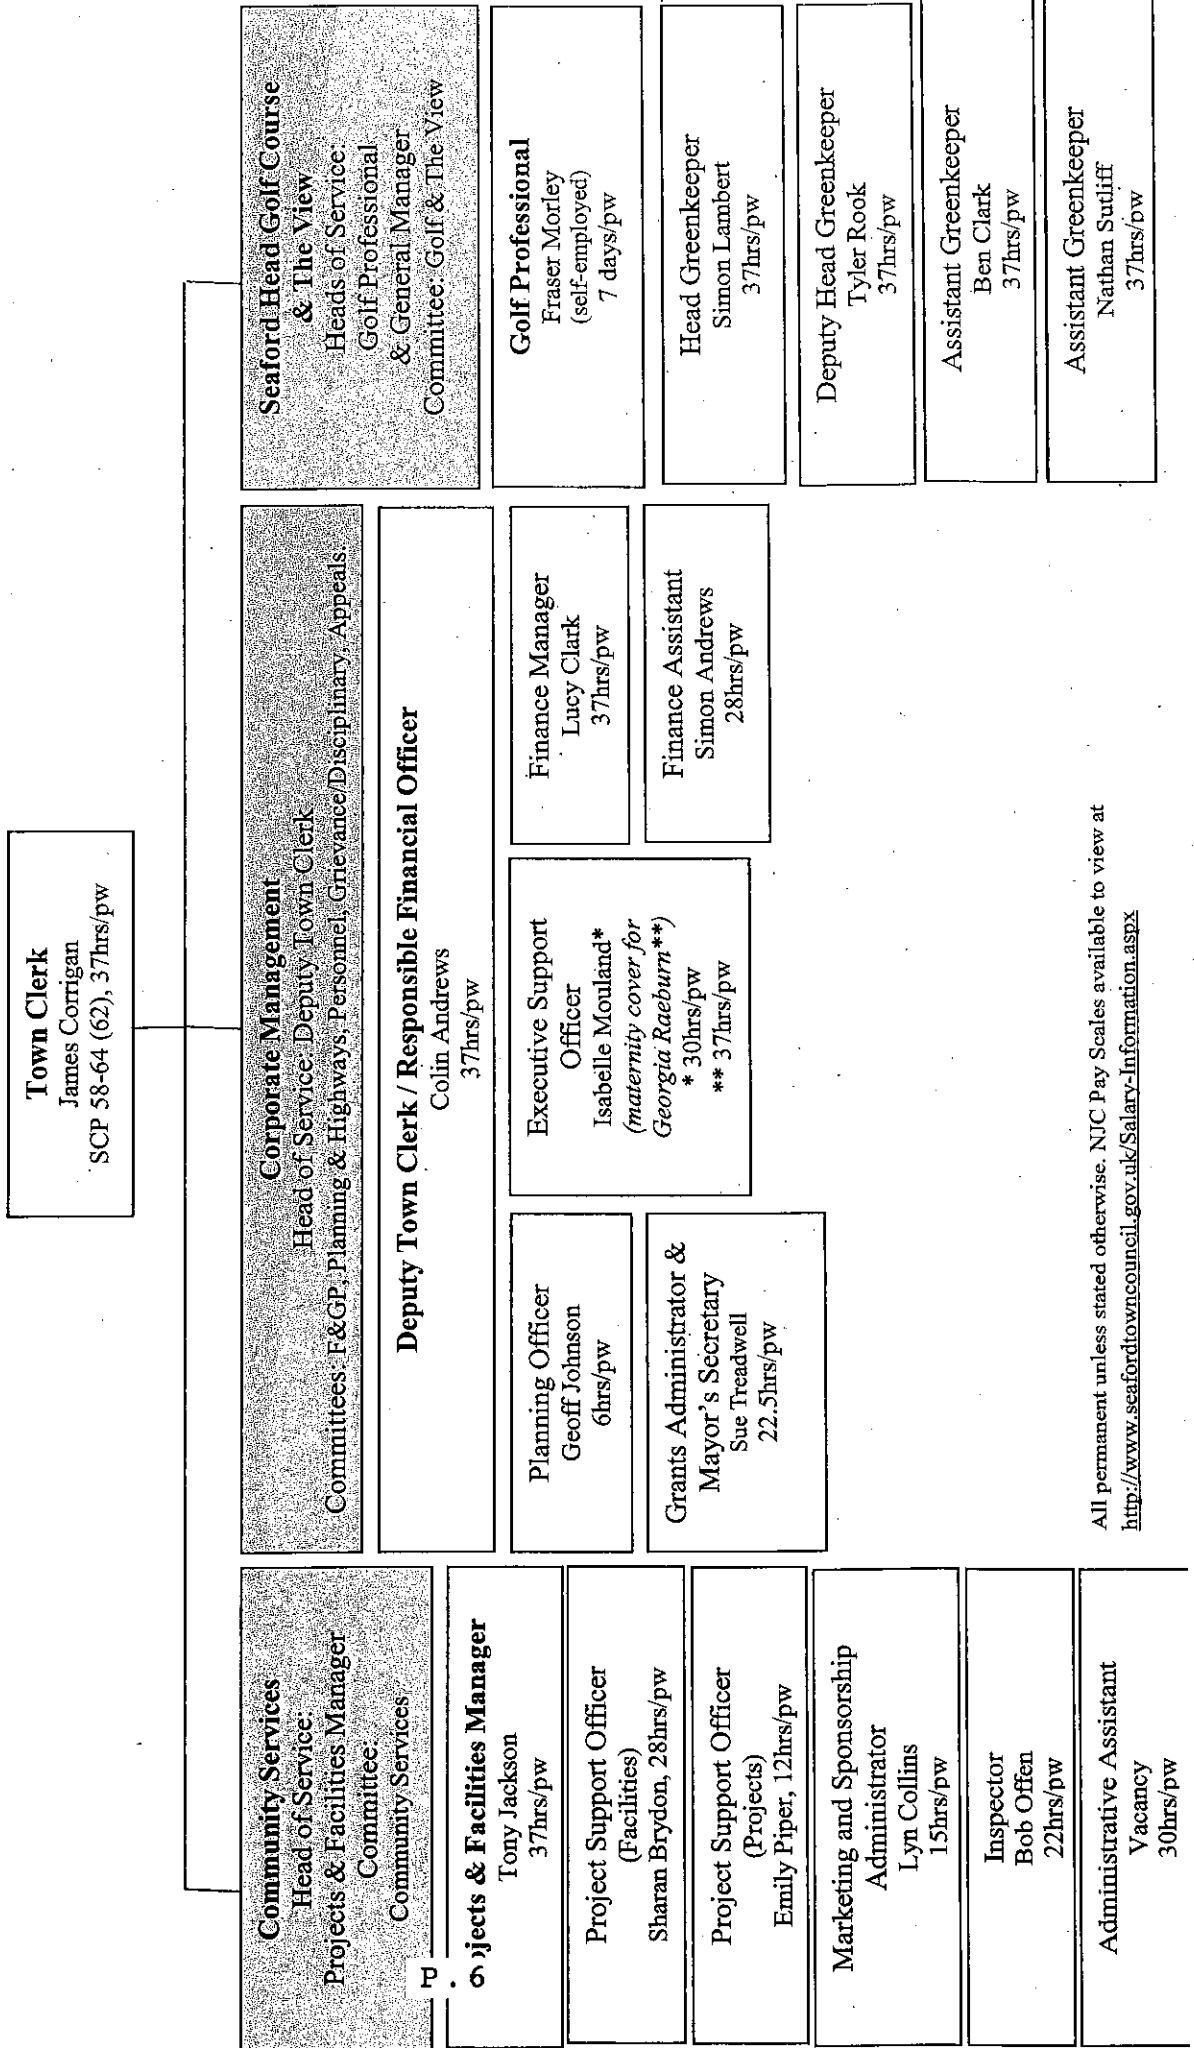 Town Clerk
James Corrigan
SCP 58-64 (62), 37hrs/pw
Community Services
Head of Service:
Projects & Facilities Manager
Committee:
Community Services
ojects & Facilities Manager
Tony Jackson
37hrs/pw
Project Support Officer
(Facilities)
Sharan Brydon, 28hrs/pw
Project Support Officer
(Projects)
Emily Piper, 12hrs/pw
Marketing and Sponsorship
Administrator
Lyn Collins
15hrs/pw
Inspector
Bob Offen
22hrs/pw
Administrative Assistant
Vacancy
30hrs/pw
Corporate Management
Head of Service: Deputy Town Clerk
Committees: F&GP, Planning & Highways, Personnel, Grievance/Disciplinary, Appeals.
Deputy Town Clerk / Responsible Financial Officer
Colin Andrews
37hrs/pw
Planning Officer
Geoff Johnson
6hrs/pw
Grants Administrator &
Mayor's Secretary
Sue Treadwell
22.5hrs/pw
Executive Support
Officer
Isabelle Mouland*
(maternity cover for
Georgia Raeburn**)
* 30hrs/pw
** 37hrs/pw
Finance Manager
Lucy Clark
37hrs/pw
Finance Assistant
Simon Andrews
28hrs/pw
Seaford Head Golf Course
& The View
Heads of Service:
Golf Professional
& General Manager
Committee: Golf & The View
Golf Professional
Fraser Morley
(self-employed)
7 days/pw
Head Greenkeeper
Simon Lambert
37hrs/pw
Deputy Head Greenkeeper
Tyler Rook
37hrs/pw
Assistant Greenkeeper
Ben Clark
37hrs/pw
Assistant Greenkeeper
Nathan Sutliff
37hrs/pw
All permanent unless stated otherwise. NJC Pay Scales available to view at
http://www.seafordtowncouncil.gov.uk/Salary-Information.aspx
P.6